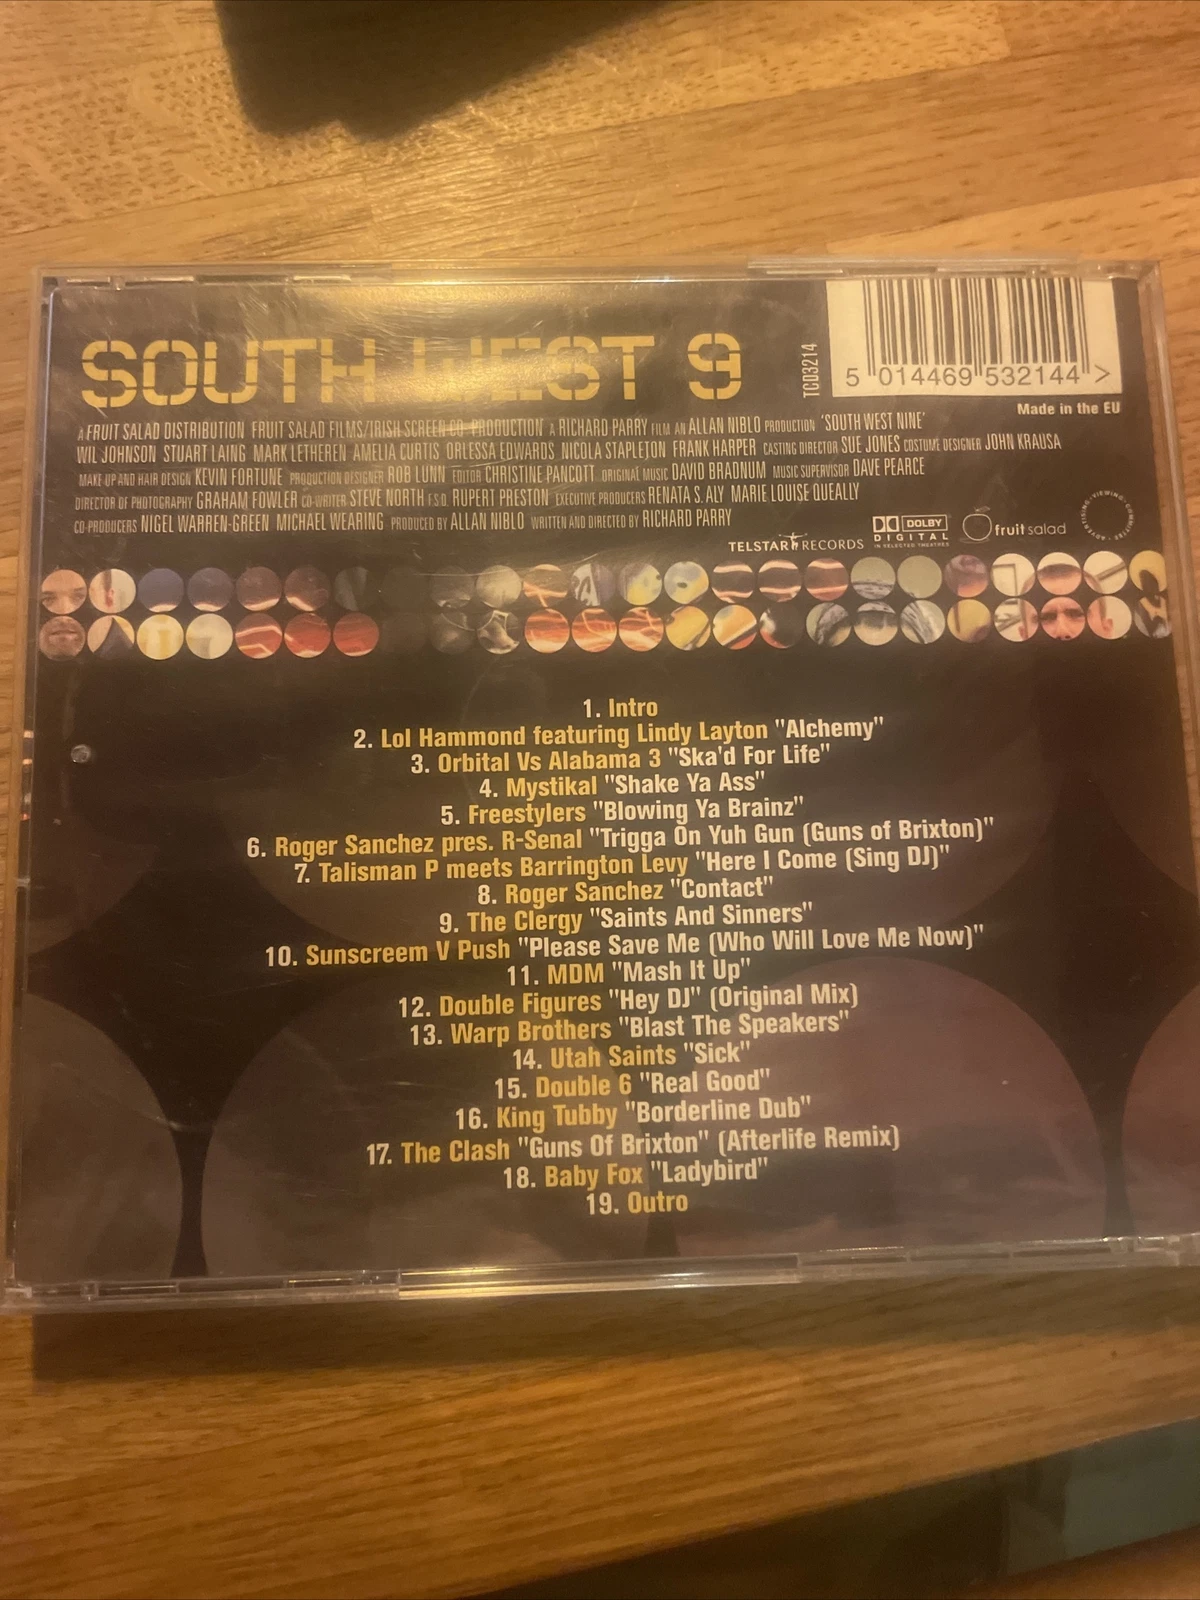 SOUTH WEST 9
TCD3214
5 014469 532144 >
Made in the EU
A FRUIT SALAD DISTRIBUTION FRUIT SALAD FILMS/IRISH SCREEN CO- PRODUCTION A RICHARD PARRY FILM AN ALLAN NIBLO PRODUCTION 'SOUTH WEST NINE'
WIL JOHNSON STUART LAING MARK LETHEREN AMELIA CURTIS ORLESSA EDWARDS NICOLA STAPLETON FRANK HARPER CASTING DIRECTOR SUE JONES COSTUME DESIGNER JOHN KRAUSA
MAKE-UP AND HAIR DESIGN KEVIN FORTUNE PRODUCTION DESIGNER ROB LUNN EDITOR CHRISTINE PANCOTT ORIGINAL MUSIC DAVID BRADNUM MUSIC SUPERVISOR DAVE PEARCE
DIRECTOR OF PHOTOGRAPHY GRAHAM FOWLER CO-WRITER STEVE NORTH F.S.O. RUPERT PRESTON EXECUTIVE PRODUCERS RENATA S. ALY MARIE LOUISE QUEALLY
CO-PRODUCERS NIGEL WARREN-GREEN MICHAEL WEARING PRODUCED BY ALLAN NIBLO WRITTEN AND DIRECTED BY RICHARD PARRY
TELSTAR RECORDS
DOLBY
DIGITAL
IN SELECTED THEATRES
fruit salad
1. Intro
2. Lol Hammond featuring Lindy Layton "Alchemy"
3. Orbital Vs Alabama 3 "Ska'd For Life"
4. Mystikal "Shake Ya Ass"
5. Freestylers "Blowing Ya Brainz"
6. Roger Sanchez pres. R-Senal "Trigga On Yuh Gun (Guns of Brixton)"
7. Talisman P meets Barrington Levy "Here I Come (Sing DJ)"
8. Roger Sanchez "Contact"
9. The Clergy "Saints And Sinners"
10. Sunscreem V Push "Please Save Me (Who Will Love Me Now)"
11. MDM "Mash It Up"
12. Double Figures "Hey DJ" (Original Mix)
13. Warp Brothers "Blast The Speakers"
14. Utah Saints "Sick"
15. Double 6 "Real Good"
16. King Tubby "Borderline Dub"
17. The Clash "Guns Of Brixton" (Afterlife Remix)
18. Baby Fox "Ladybird"
19. Outro